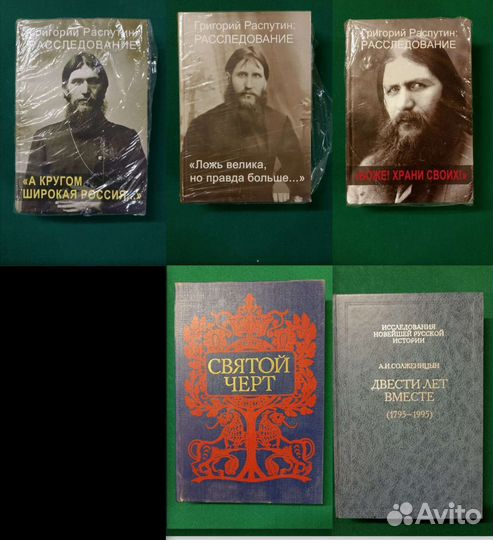 Григорий Распутин:
РАССЛЕДОВАНИЕ
«А КРУГОМ
ШИРОКАЯ РОССИЯ...»
Григорий Распутин:
РАССЛЕДОВАНИЕ
«Ложь велика,
но правда больше...»
Григорий Распутин:
РАССЛЕДОВАНИЕ
«БОЖЕ! ХРАНИ СВОИХ!»
СВЯТОЙ
ЧЕРТ
ИССЛЕДОВАНИЯ
НОВЕЙШЕЙ РУССКОЙ
ИСТОРИИ
А.И.СОЛЖЕНИЦЫН
ДВЕСТИ ЛЕТ
ВМЕСТЕ
(1795–1995)
Avito